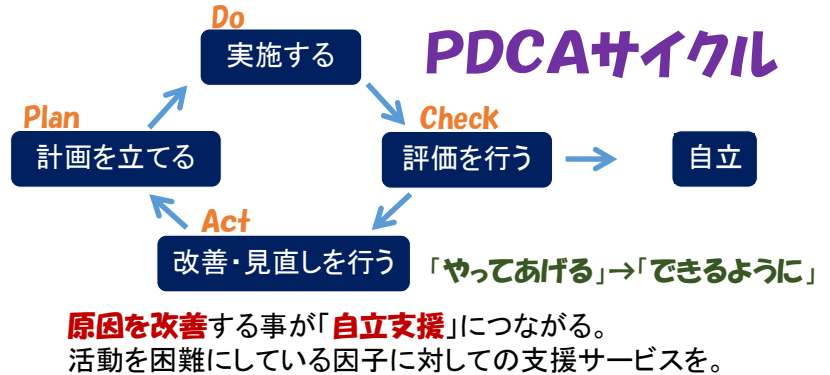 Do
実施する
PDCAサイクル
Plan
計画を立てる
Check
評価を行う
自立
Act
改善・見直しを行う
「やってあげる」→「できるように」
原因を改善する事が「自立支援」につながる。
活動を困難にしている因子に対しての支援サービスを。